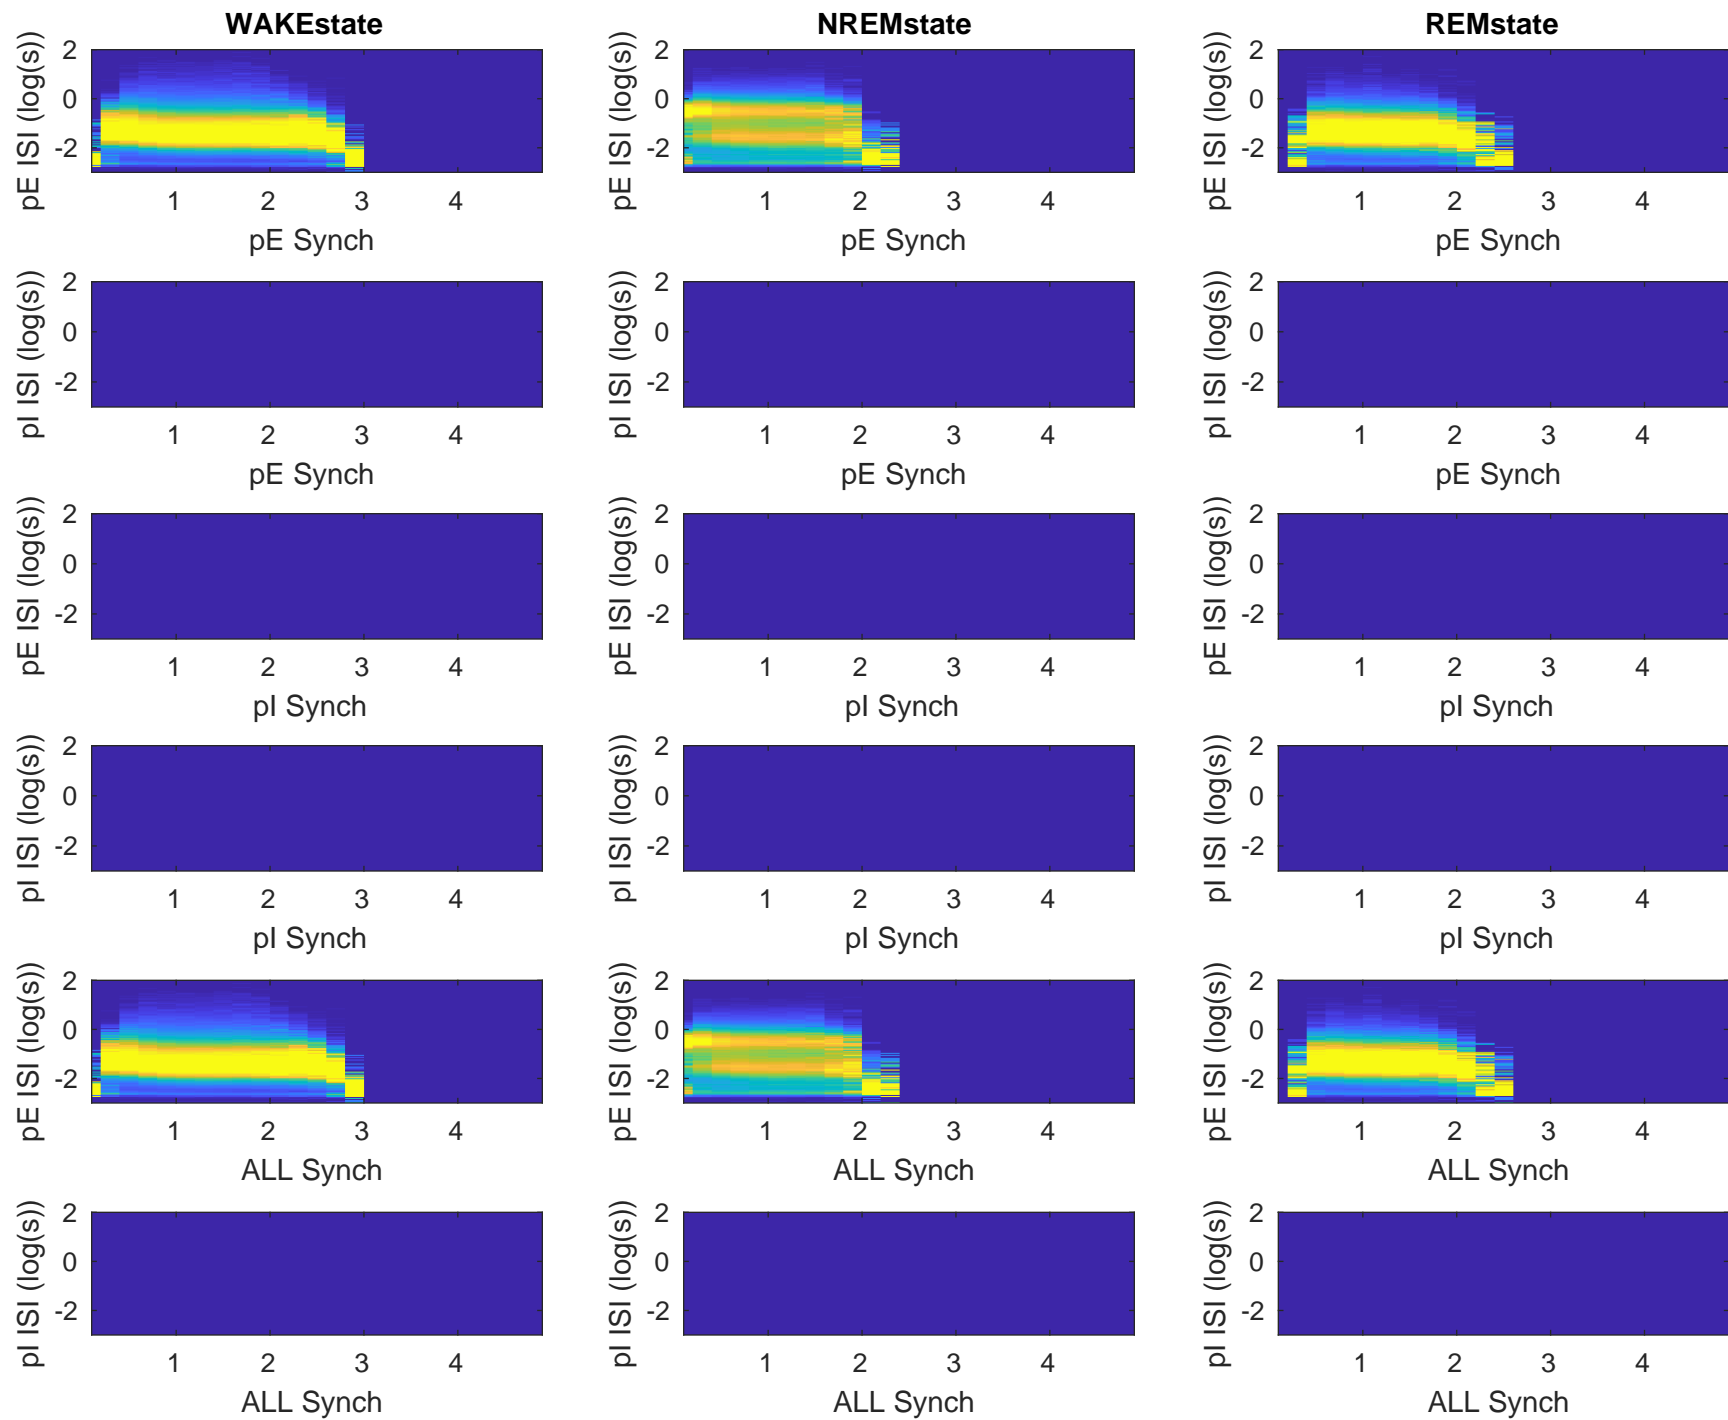 WAKEstate NREMstate REMstate
pE ISI (log(s)) 2 0 -2 pE ISI (log(s)) 2 0 -2 pE ISI (log(s)) 2 0 -2
1 2 3 4 1 2 3 4 1 2 3 4
pE Synch pE Synch pE Synch
pI ISI (log(s)) 2 0 -2 pI ISI (log(s)) 2 0 -2 pI ISI (log(s)) 2 0 -2
1 2 3 4 1 2 3 4 1 2 3 4
pE Synch pE Synch pE Synch
pE ISI (log(s)) 2 0 -2 pE ISI (log(s)) 2 0 -2 pE ISI (log(s)) 2 0 -2
1 2 3 4 1 2 3 4 1 2 3 4
pI Synch pI Synch pI Synch
pI ISI (log(s)) 2 0 -2 pI ISI (log(s)) 2 0 -2 pI ISI (log(s)) 2 0 -2
1 2 3 4 1 2 3 4 1 2 3 4
pI Synch pI Synch pI Synch
pE ISI (log(s)) 2 0 -2 pE ISI (log(s)) 2 0 -2 pE ISI (log(s)) 2 0 -2
1 2 3 4 1 2 3 4 1 2 3 4
ALL Synch ALL Synch ALL Synch
pI ISI (log(s)) 2 0 -2 pI ISI (log(s)) 2 0 -2 pI ISI (log(s)) 2 0 -2
1 2 3 4 1 2 3 4 1 2 3 4
ALL Synch ALL Synch ALL Synch